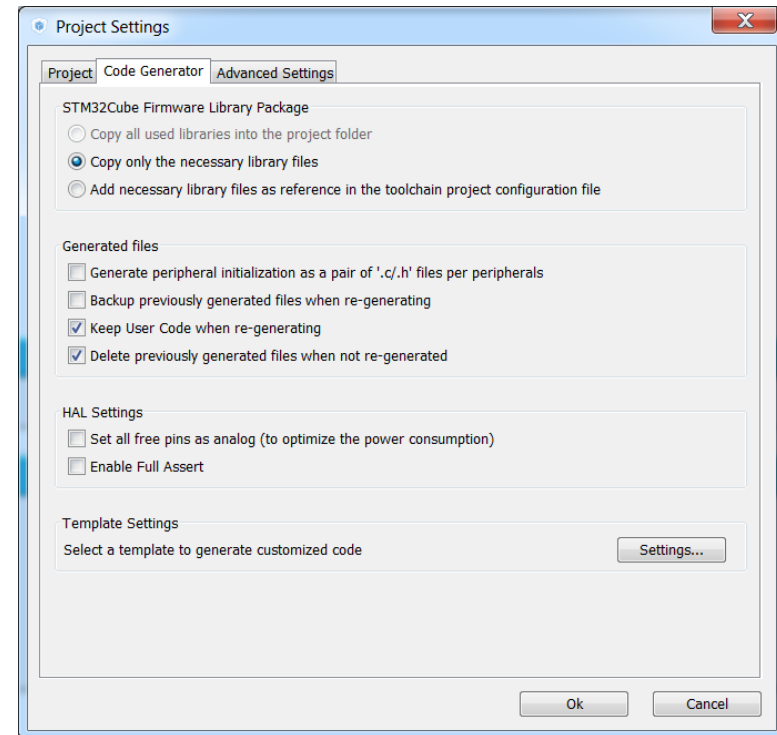 Project Settings
Project Code Generator Advanced Settings
STM32Cube Firmware Library Package
Copy all used libraries into the project folder
Copy only the necessary library files
Add necessary library files as reference in the toolchain project configuration file
Generated files
Generate peripheral initialization as a pair of '.c/.h' files per peripherals
Backup previously generated files when re-generating
Keep User Code when re-generating
Delete previously generated files when not re-generated
HAL Settings
Set all free pins as analog (to optimize the power consumption)
Enable Full Assert
Template Settings
Select a template to generate customized code Settings...
Ok Cancel